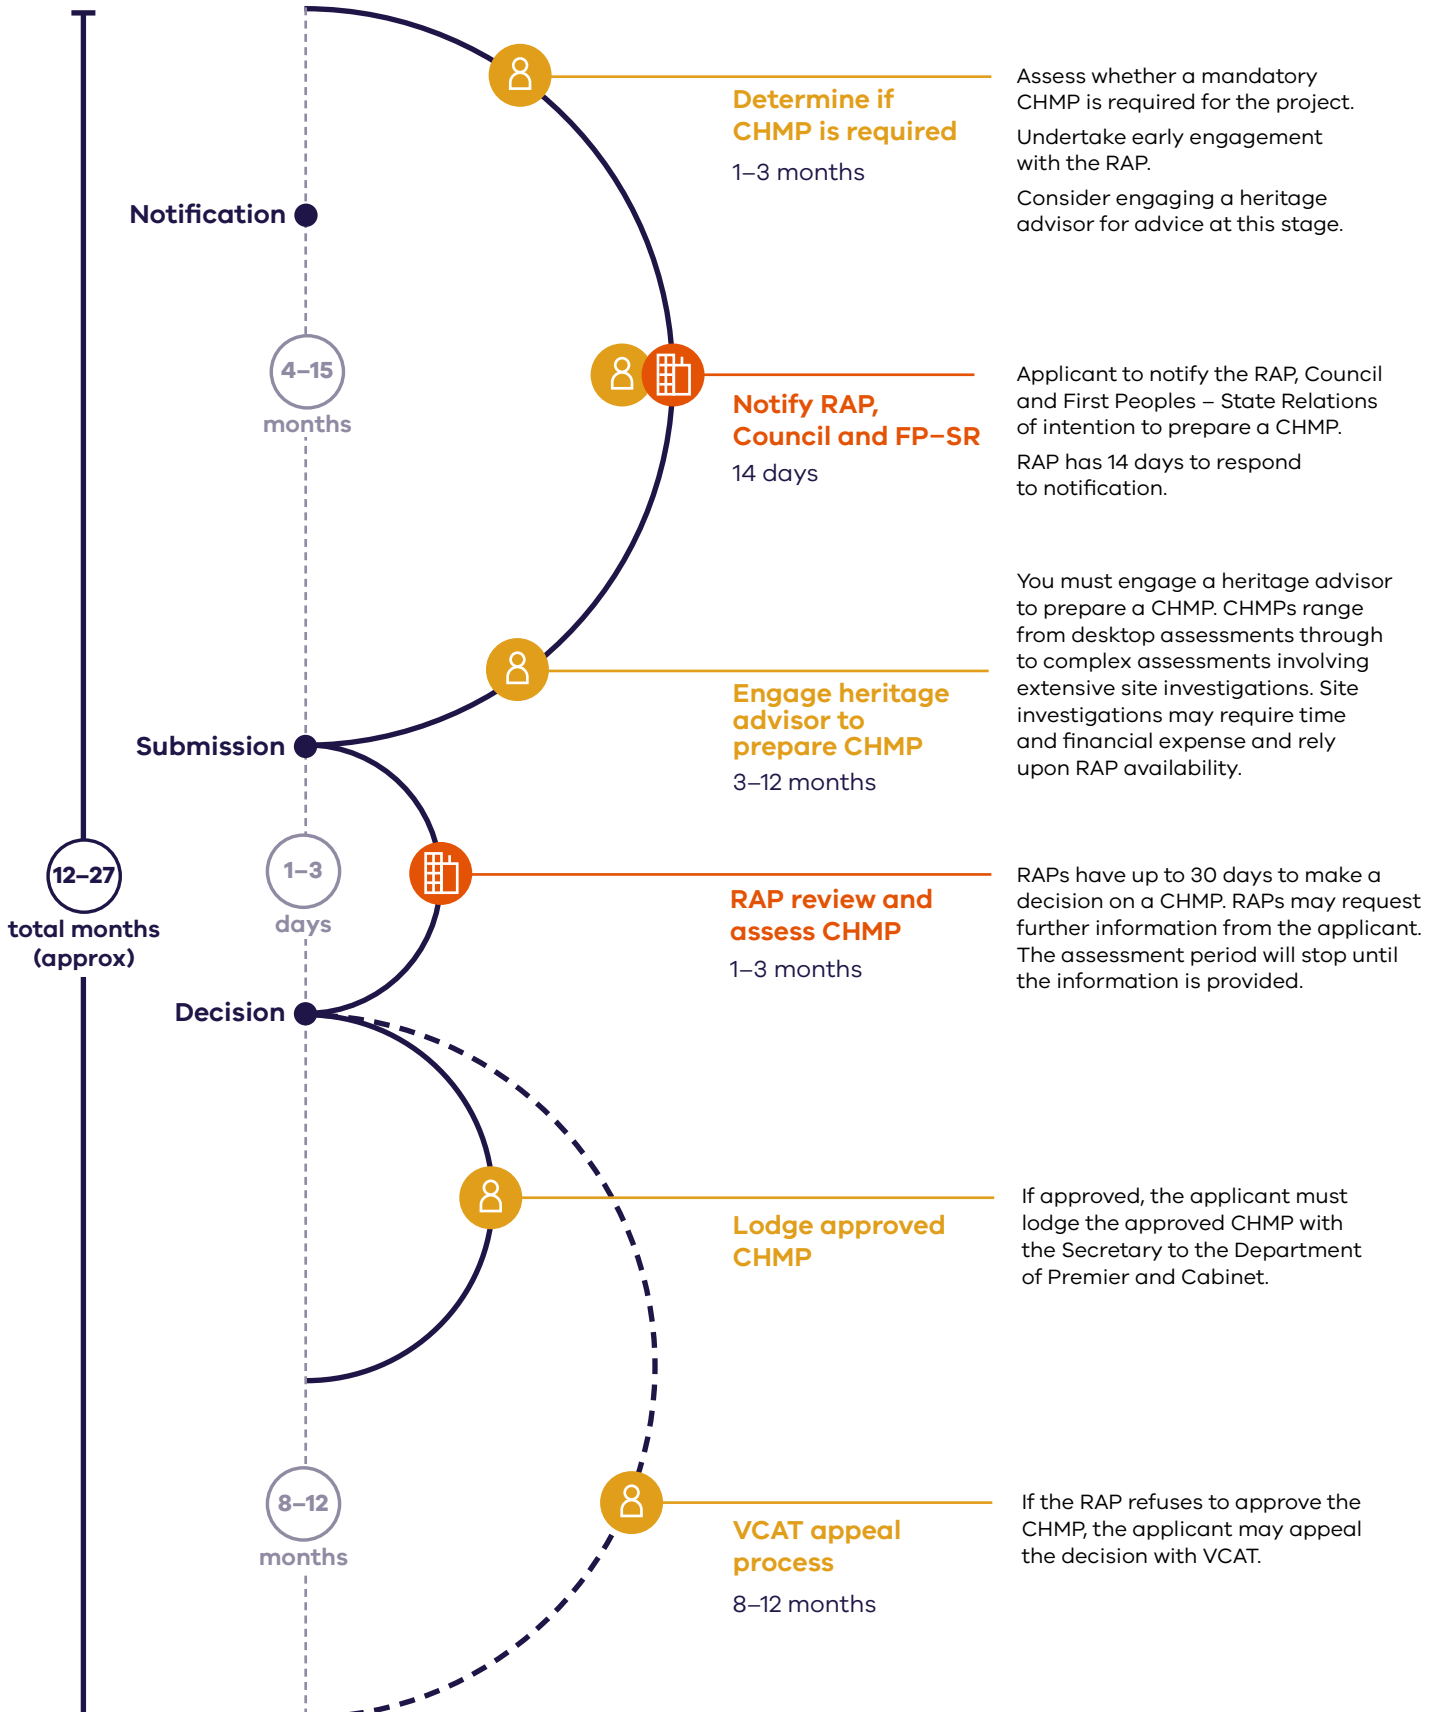 Determine if
CHMP is required
1–3 months
Assess whether a mandatory
CHMP is required for the project.
Undertake early engagement
with the RAP.
Consider engaging a heritage
advisor for advice at this stage.
Notification
4–15
months
Notify RAP,
Council and FP–SR
14 days
Applicant to notify the RAP, Council
and First Peoples – State Relations
of intention to prepare a CHMP.
RAP has 14 days to respond
to notification.
Engage heritage
advisor to
prepare CHMP
3–12 months
You must engage a heritage advisor
to prepare a CHMP. CHMPs range
from desktop assessments through
to complex assessments involving
extensive site investigations. Site
investigations may require time
and financial expense and rely
upon RAP availability.
Submission
12–27
total months
(approx)
1–3
days
RAP review and
assess CHMP
1–3 months
RAPs have up to 30 days to make a
decision on a CHMP. RAPs may request
further information from the applicant.
The assessment period will stop until
the information is provided.
Decision
Lodge approved
CHMP
If approved, the applicant must
lodge the approved CHMP with
the Secretary to the Department
of Premier and Cabinet.
8–12
months
VCAT appeal
process
8–12 months
If the RAP refuses to approve the
CHMP, the applicant may appeal
the decision with VCAT.